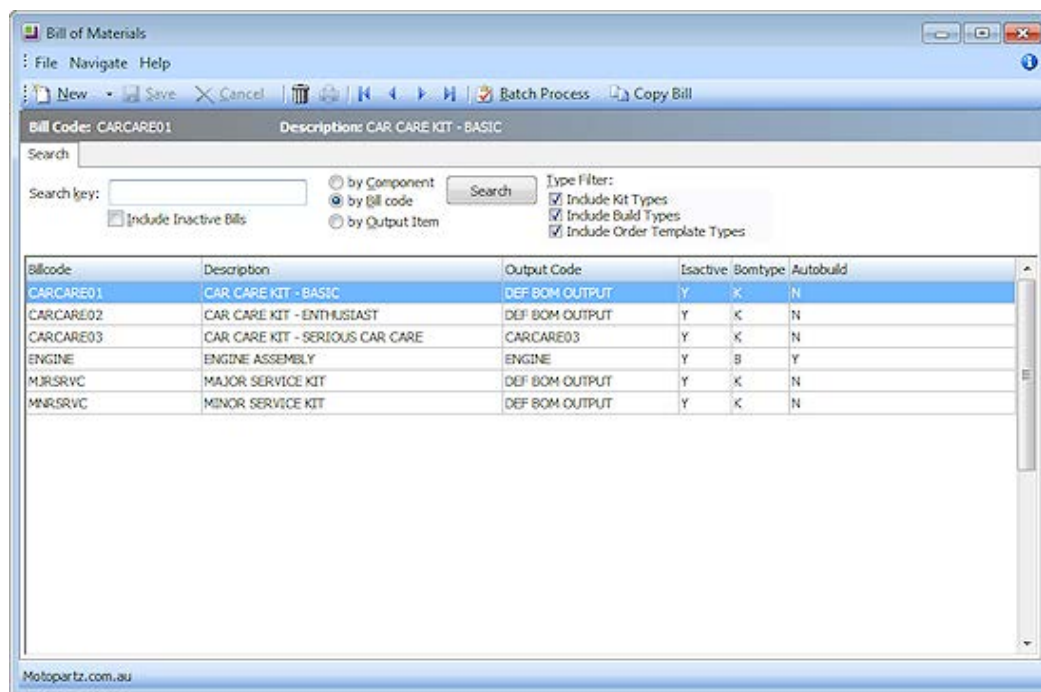 Bill of Materials
File Navigate Help
New Save Cancel Batch Process Copy Bill
Bill Code: CARCARE01 Description: CAR CARE KIT - BASIC
Search
Search key:
Include Inactive Bills
by Component
by Bill code
by Output Item
Search
Type Filter:
Include Kit Types
Include Build Types
Include Order Template Types
Billcode Description Output Code Isactive Bomtype Autobuild
CARCARE01 CAR CARE KIT - BASIC DEF BOM OUTPUT Y K N
CARCARE02 CAR CARE KIT - ENTHUSIAST DEF BOM OUTPUT Y K N
CARCARE03 CAR CARE KIT - SERIOUS CAR CARE CARCARE03 Y K N
ENGINE ENGINE ASSEMBLY ENGINE Y B Y
MJRSRVC MAJOR SERVICE KIT DEF BOM OUTPUT Y K N
MNRSRVC MINOR SERVICE KIT DEF BOM OUTPUT Y K N
Motopartz.com.au